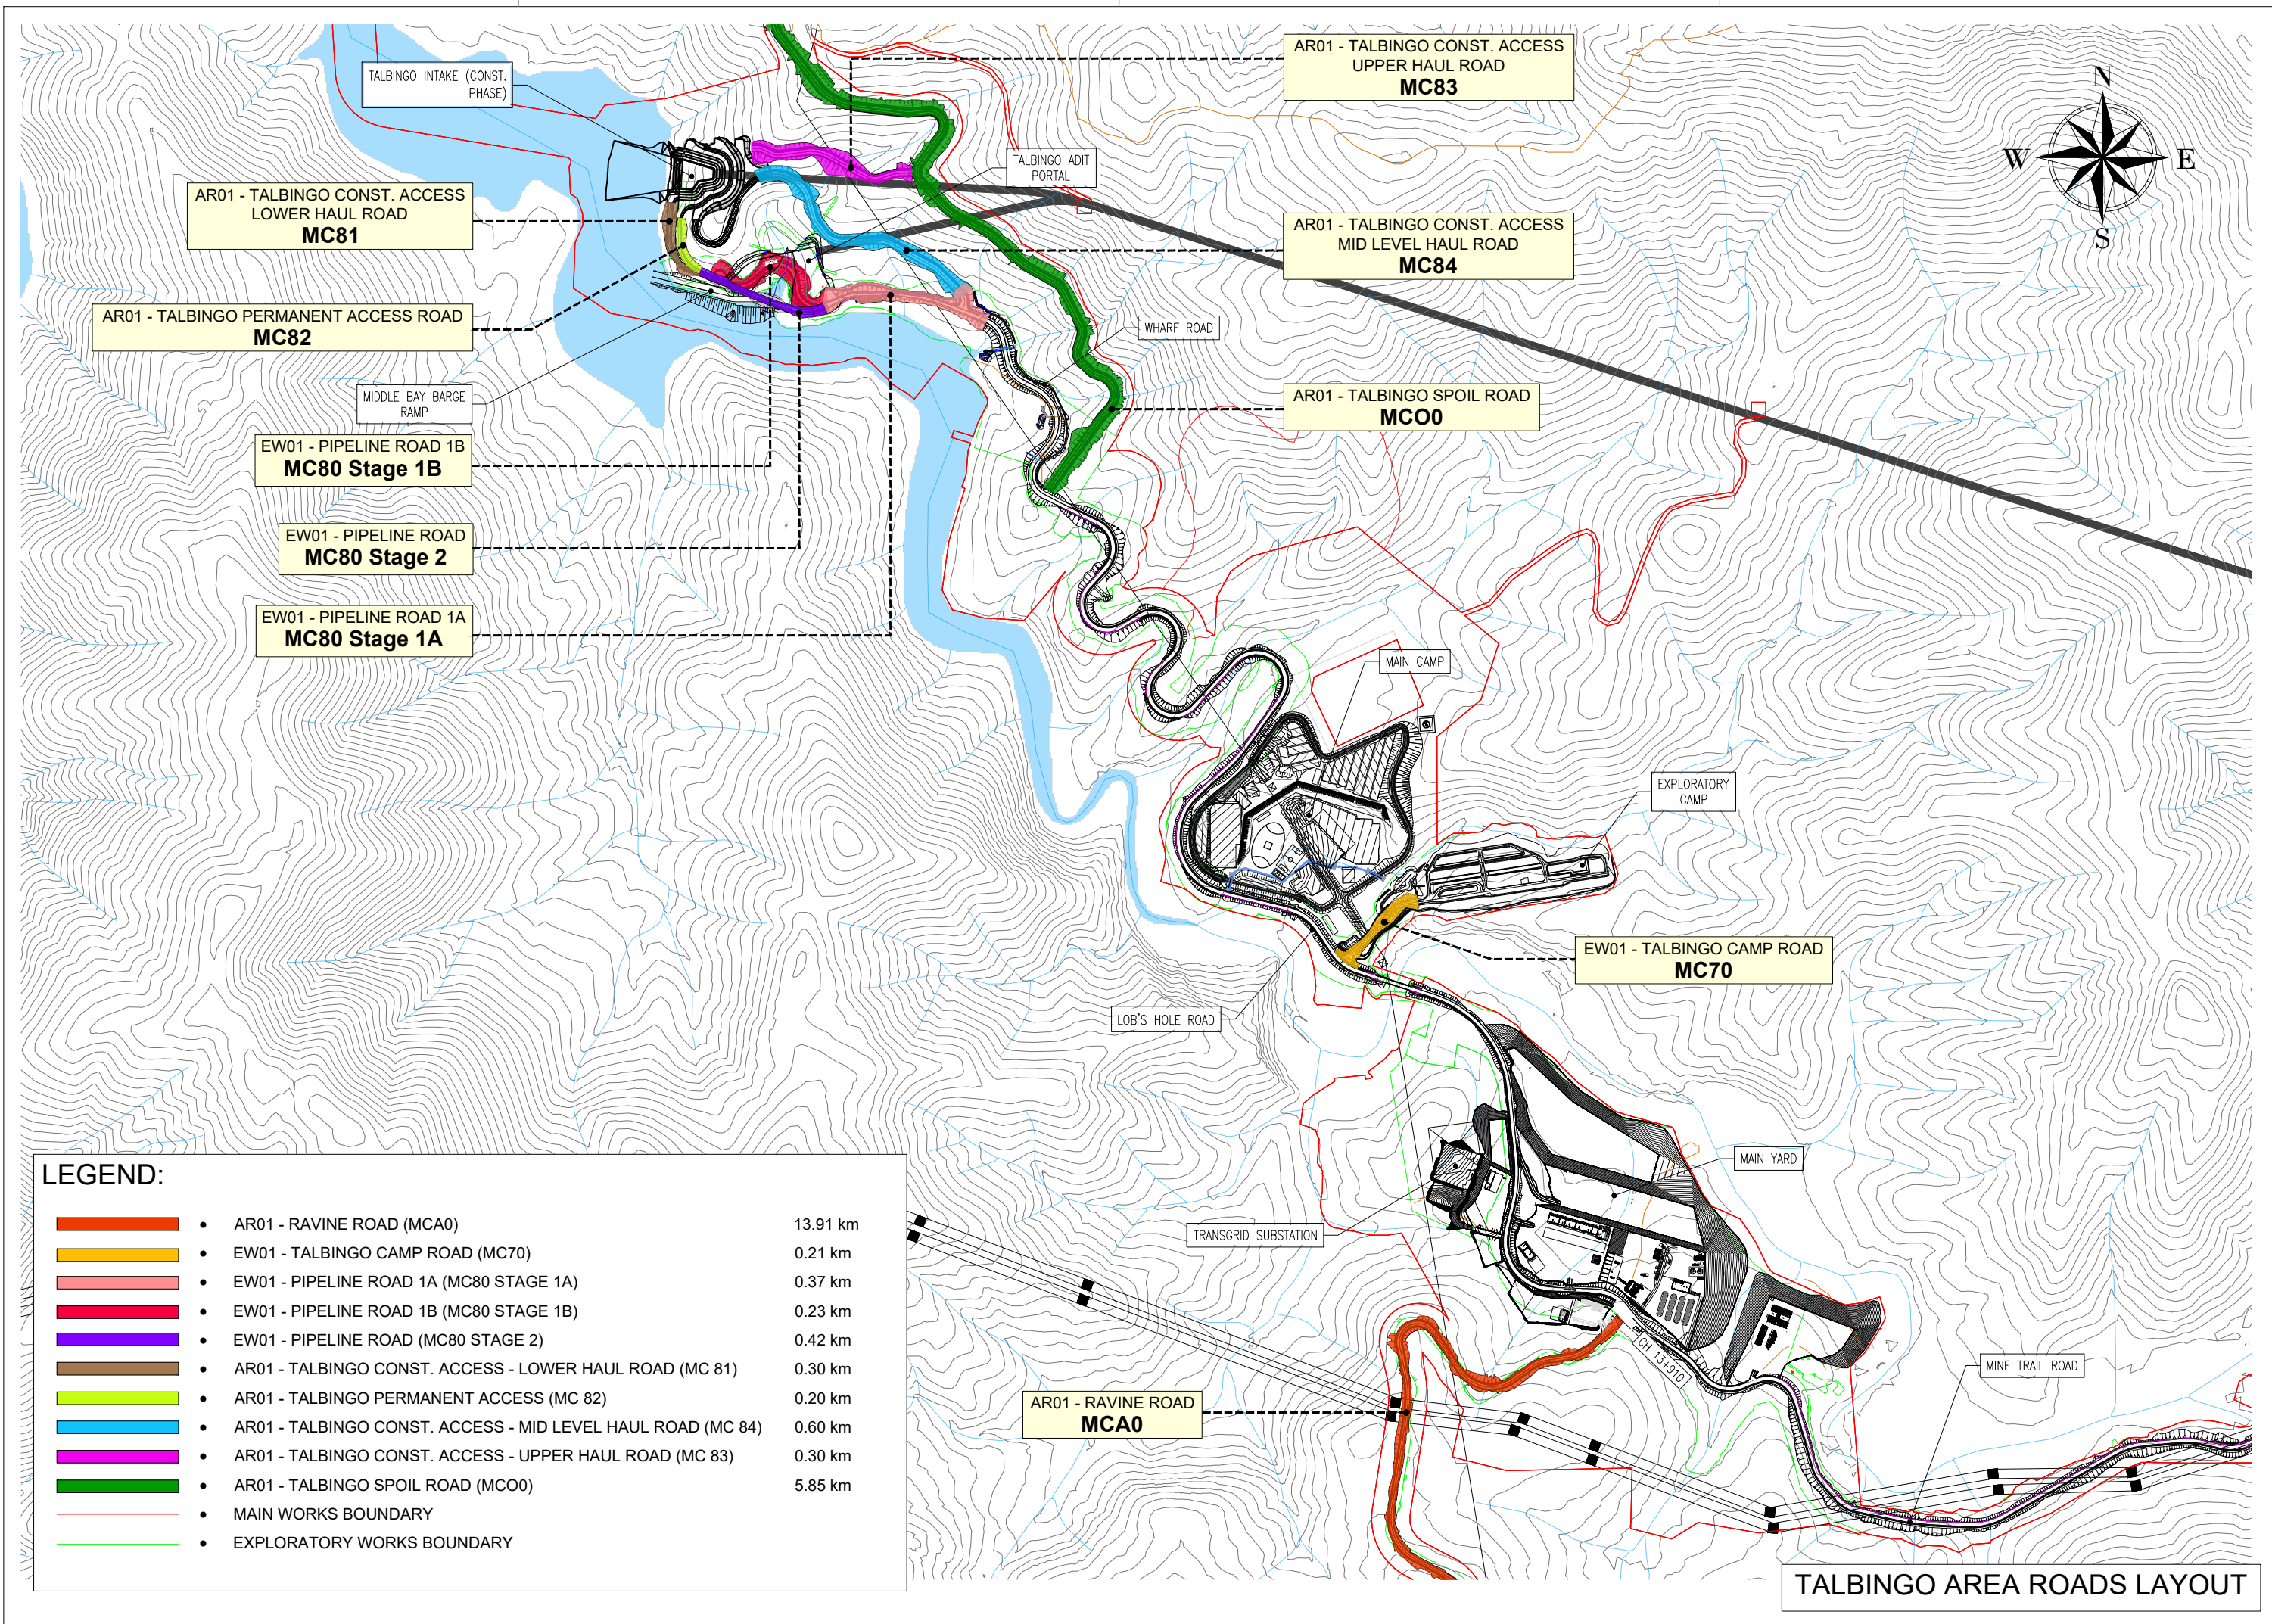 AR01 - TALBINGO CONST. ACCESS
UPPER HAUL ROAD
MC83
TALBINGO INTAKE (CONST.
PHASE)
N
W
E
S
TALBINGO ADIT
PORTAL
AR01 - TALBINGO CONST. ACCESS
LOWER HAUL ROAD
MC81
AR01 - TALBINGO CONST. ACCESS
MID LEVEL HAUL ROAD
MC84
AR01 - TALBINGO PERMANENT ACCESS ROAD
MC82
WHARF ROAD
MIDDLE BAY BARGE
RAMP
AR01 - TALBINGO SPOIL ROAD
MCO0
EW01 - PIPELINE ROAD 1B
MC80 Stage 1B
EW01 - PIPELINE ROAD
MC80 Stage 2
EW01 - PIPELINE ROAD 1A
MC80 Stage 1A
MAIN CAMP
EXPLORATORY
CAMP
EW01 - TALBINGO CAMP ROAD
MC70
LOB'S HOLE ROAD
MAIN YARD
TRANSGRID SUBSTATION
CH 13+910
MINE TRAIL ROAD
AR01 - RAVINE ROAD
MCA0
LEGEND:
• AR01 - RAVINE ROAD (MCA0) 13.91 km
• EW01 - TALBINGO CAMP ROAD (MC70) 0.21 km
• EW01 - PIPELINE ROAD 1A (MC80 STAGE 1A) 0.37 km
• EW01 - PIPELINE ROAD 1B (MC80 STAGE 1B) 0.23 km
• EW01 - PIPELINE ROAD (MC80 STAGE 2) 0.42 km
• AR01 - TALBINGO CONST. ACCESS - LOWER HAUL ROAD (MC 81) 0.30 km
• AR01 - TALBINGO PERMANENT ACCESS (MC 82) 0.20 km
• AR01 - TALBINGO CONST. ACCESS - MID LEVEL HAUL ROAD (MC 84) 0.60 km
• AR01 - TALBINGO CONST. ACCESS - UPPER HAUL ROAD (MC 83) 0.30 km
• AR01 - TALBINGO SPOIL ROAD (MCO0) 5.85 km
• MAIN WORKS BOUNDARY
• EXPLORATORY WORKS BOUNDARY
TALBINGO AREA ROADS LAYOUT